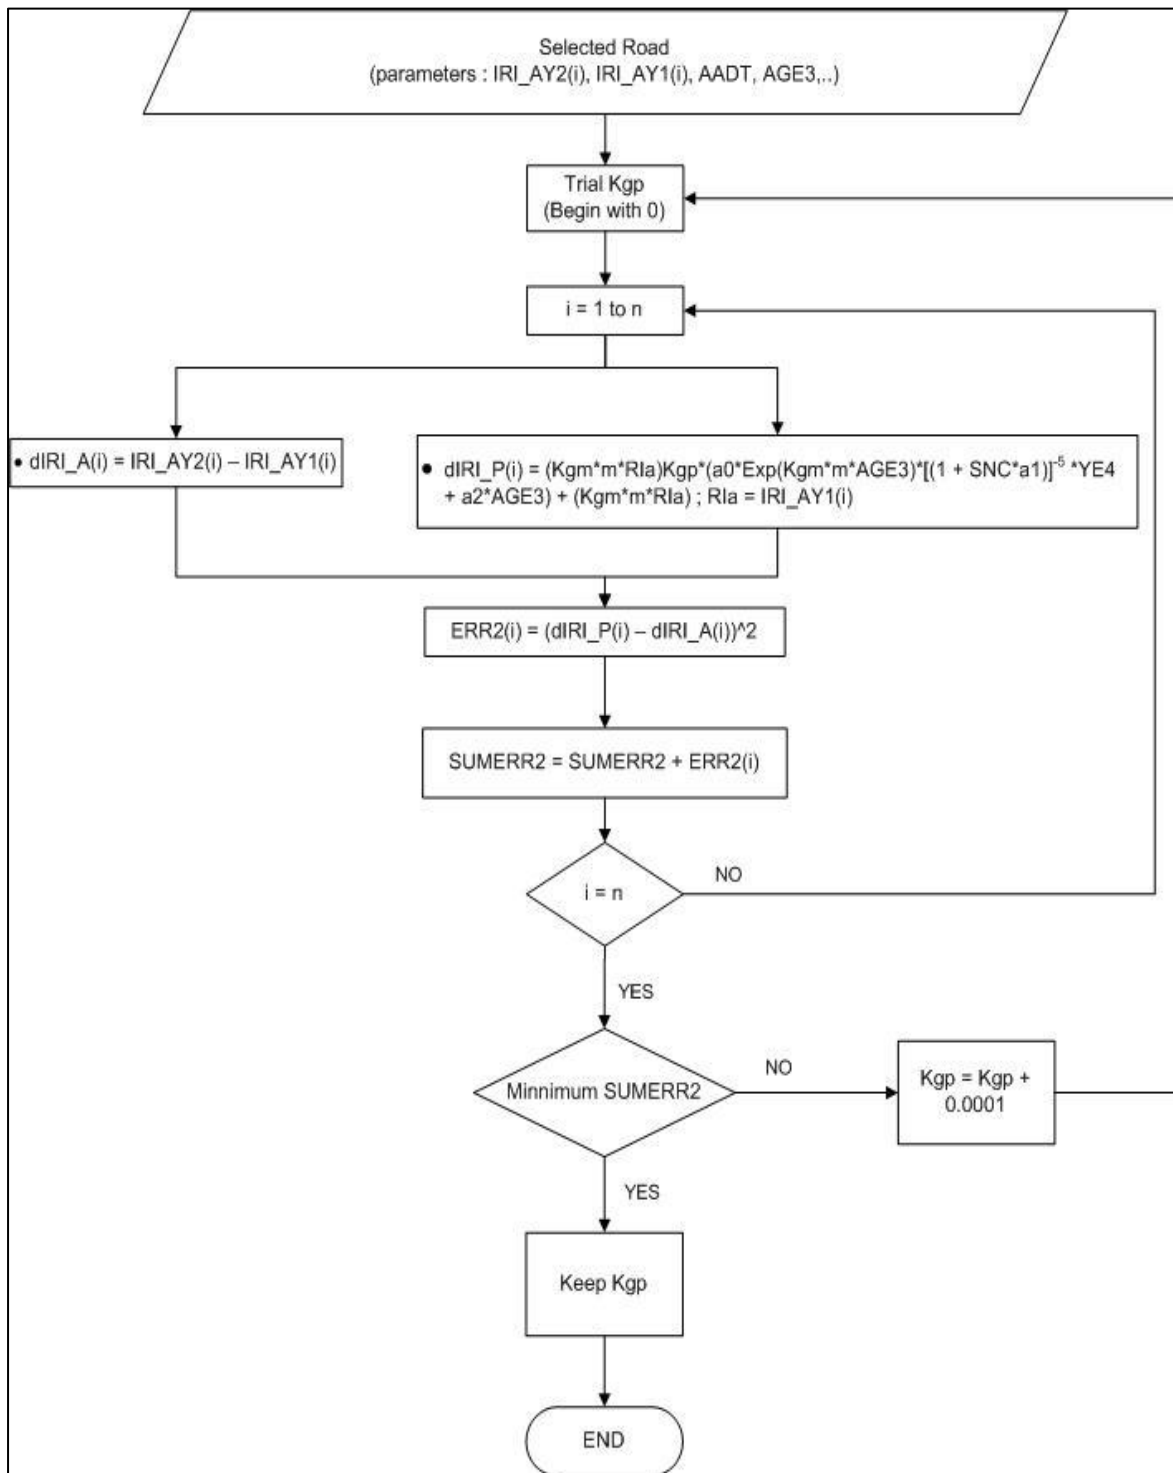 Selected Road
(parameters : IRI_AY2(i), IRI_AY1(i), AADT, AGE3,..)
Trial Kgp
(Begin with 0)
i = 1 to n
• dIRI_A(i) = IRI_AY2(i) – IRI_AY1(i)
• dIRI_P(i) = (Kgm*m*RIa)Kgp*(a0*Exp(Kgm*m*AGE3)*[(1 + SNC*a1)]⁻⁵ *YE4
+ a2*AGE3) + (Kgm*m*RIa) ; RIa = IRI_AY1(i)
ERR2(i) = (dIRI_P(i) – dIRI_A(i))^2
SUMERR2 = SUMERR2 + ERR2(i)
i = n
NO
YES
Minnimum SUMERR2
NO
Kgp = Kgp +
0.0001
YES
Keep Kgp
END